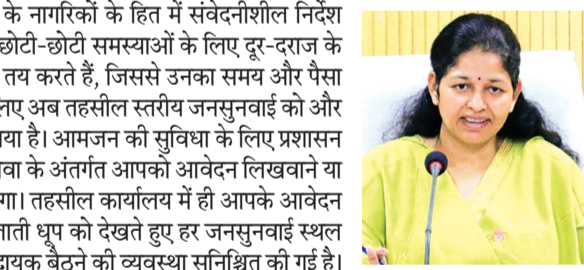 के नागरिकों के हित में संवेदनशील निर्देश
छोटी-छोटी समस्याओं के लिए दूर-दराज के
तय करते हैं, जिससे उनका समय और पैसा
लिए अब तहसील स्तरीय जनसुनवाई को और
गया है। आमजन की सुविधा के लिए प्रशासन
के अंतर्गत आपको आवेदन लिखवाने या
तहसील कार्यालय में ही आपके आवेदन
धूप को देखते हुए हर जनसुनवाई स्थल
बैठने की व्यवस्था सुनिश्चित की गई है।